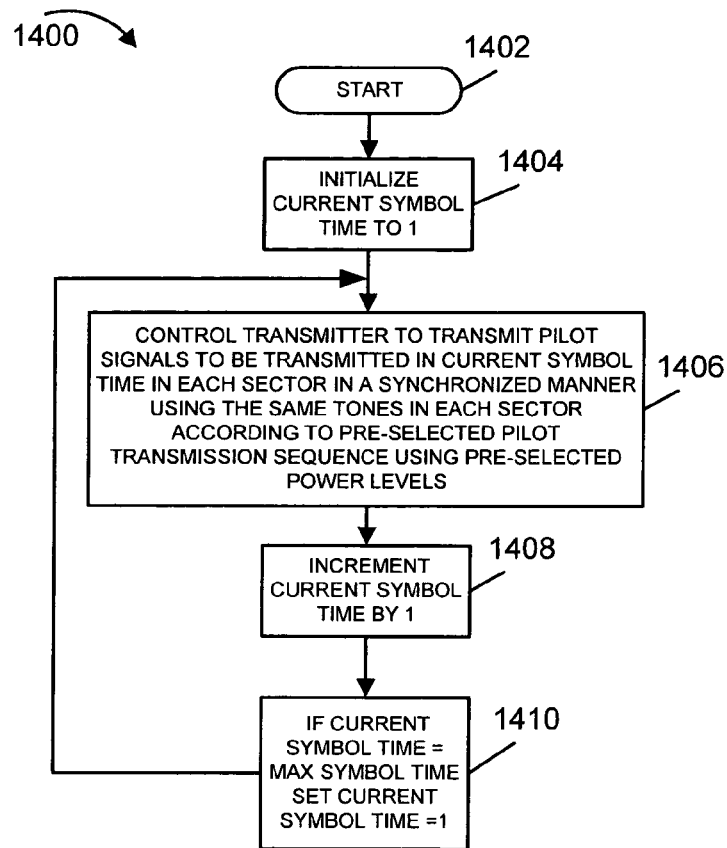 1400
1402
START
1404
INITIALIZE
CURRENT SYMBOL
TIME TO 1
CONTROL TRANSMITTER TO TRANSMIT PILOT
SIGNALS TO BE TRANSMITTED IN CURRENT SYMBOL
TIME IN EACH SECTOR IN A SYNCHRONIZED MANNER
USING THE SAME TONES IN EACH SECTOR
ACCORDING TO PRE-SELECTED PILOT
TRANSMISSION SEQUENCE USING PRE-SELECTED
POWER LEVELS
1406
1408
INCREMENT
CURRENT SYMBOL
TIME BY 1
1410
IF CURRENT
SYMBOL TIME =
MAX SYMBOL TIME
SET CURRENT
SYMBOL TIME =1